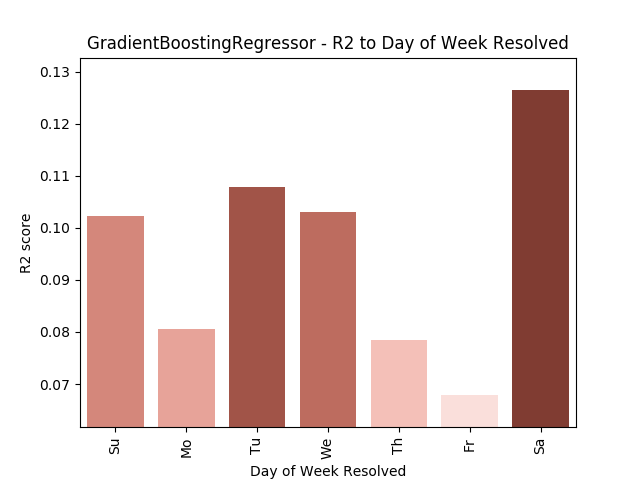 GradientBoostingRegressor - R2 to Day of Week Resolved
R2 score
0.13
0.12
0.11
0.10
0.09
0.08
0.07
Su Mo Tu We Th Fr Sa
Day of Week Resolved